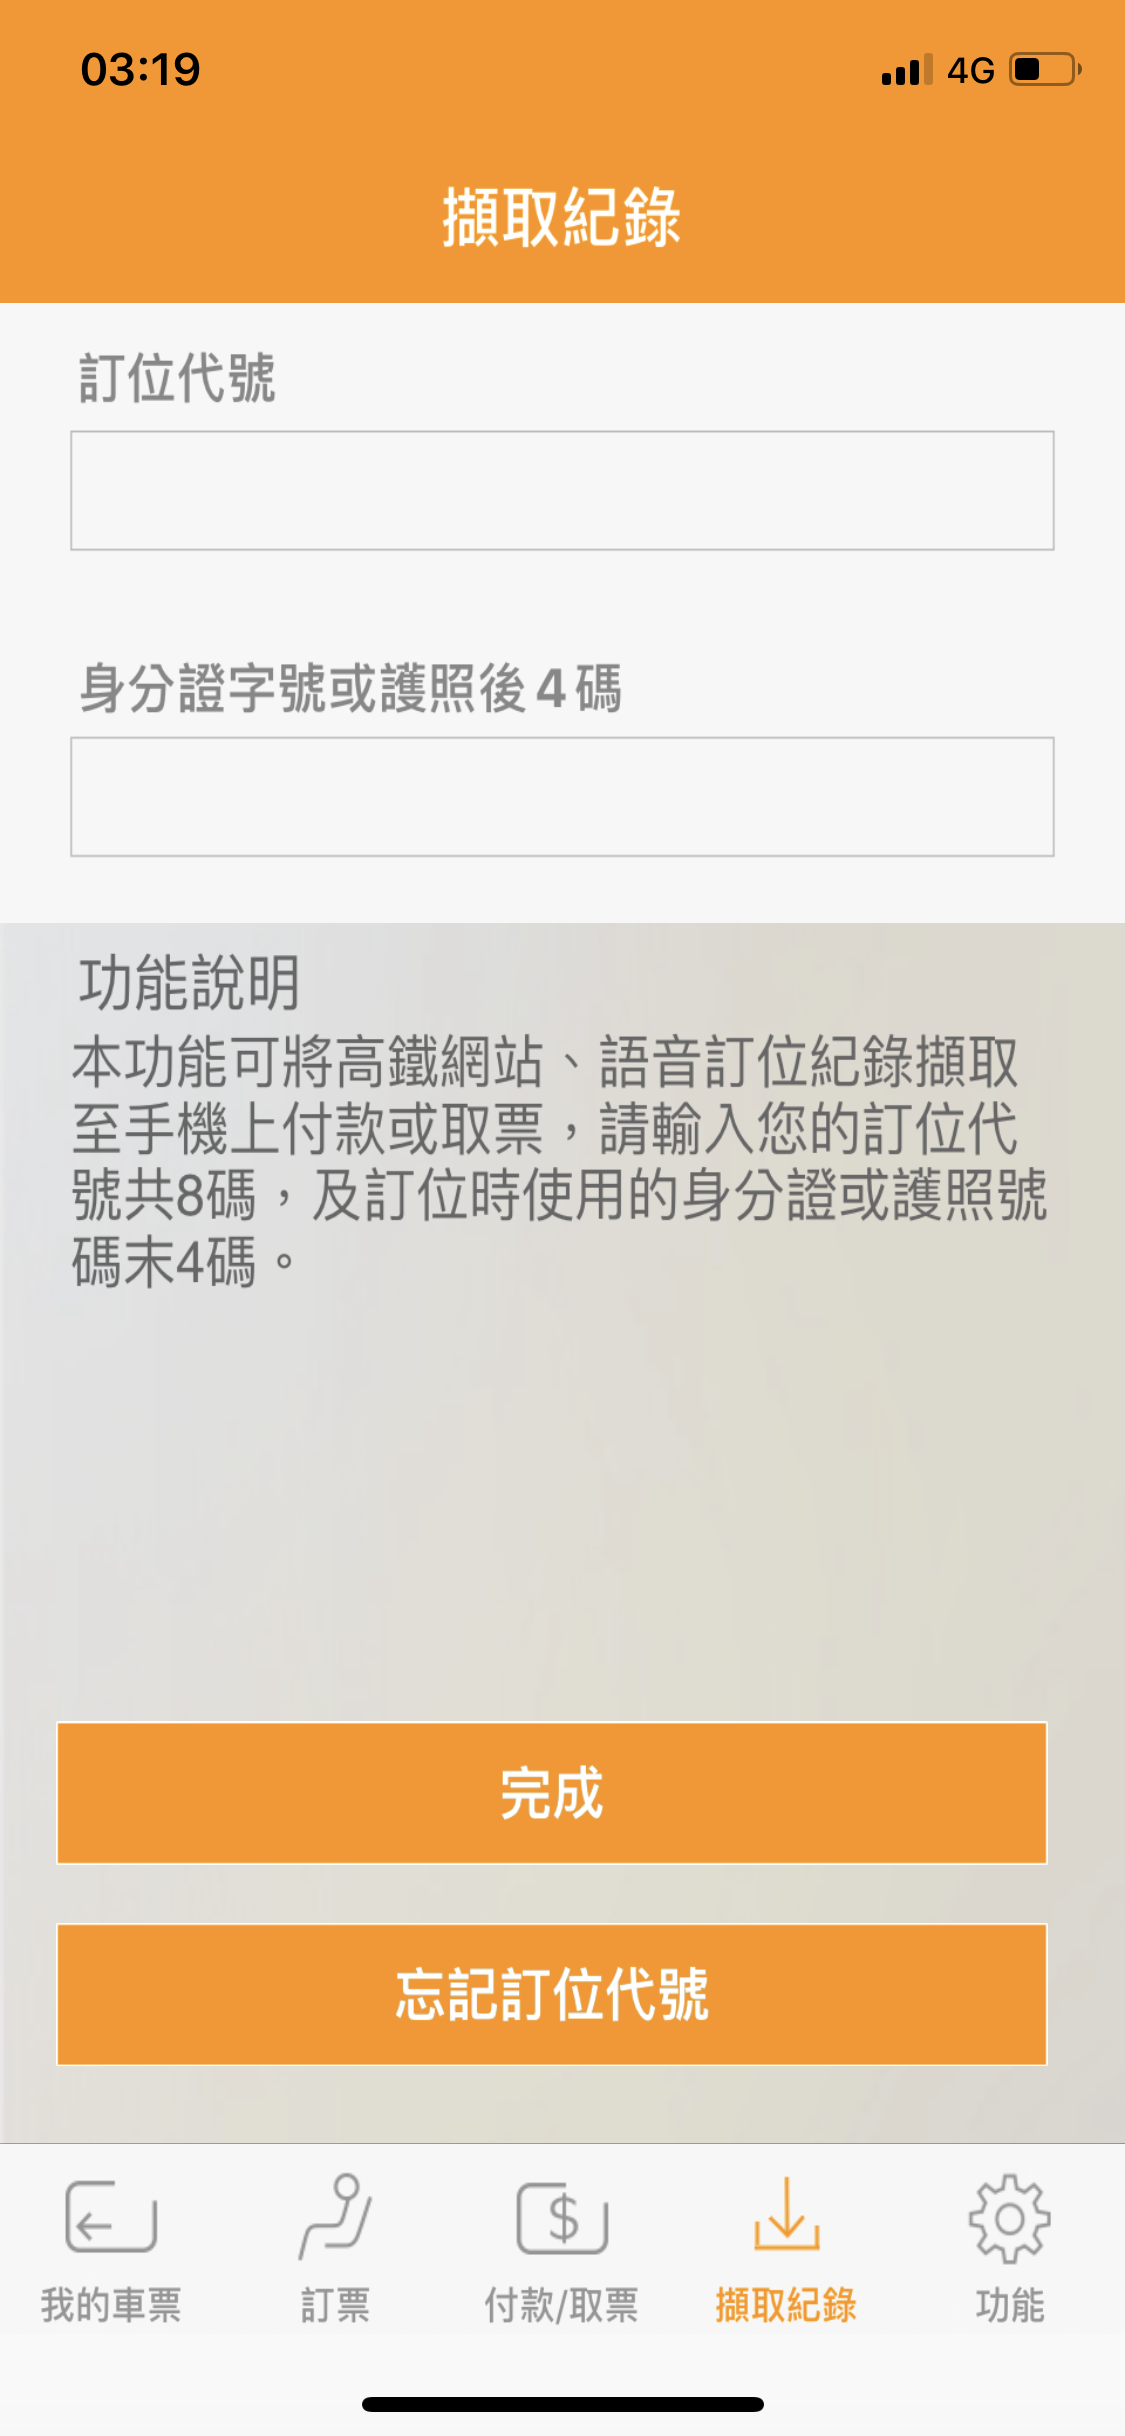 03:19
4G
擷取紀錄
訂位代號
身分證字號或護照後4碼
功能說明
本功能可將高鐵網站、語音訂位紀錄擷取
至手機上付款或取票，請輸入您的訂位代
號共8碼，及訂位時使用的身分證或護照號
碼末4碼。
完成
忘記訂位代號
我的車票
訂票
付款/取票
擷取紀錄
功能